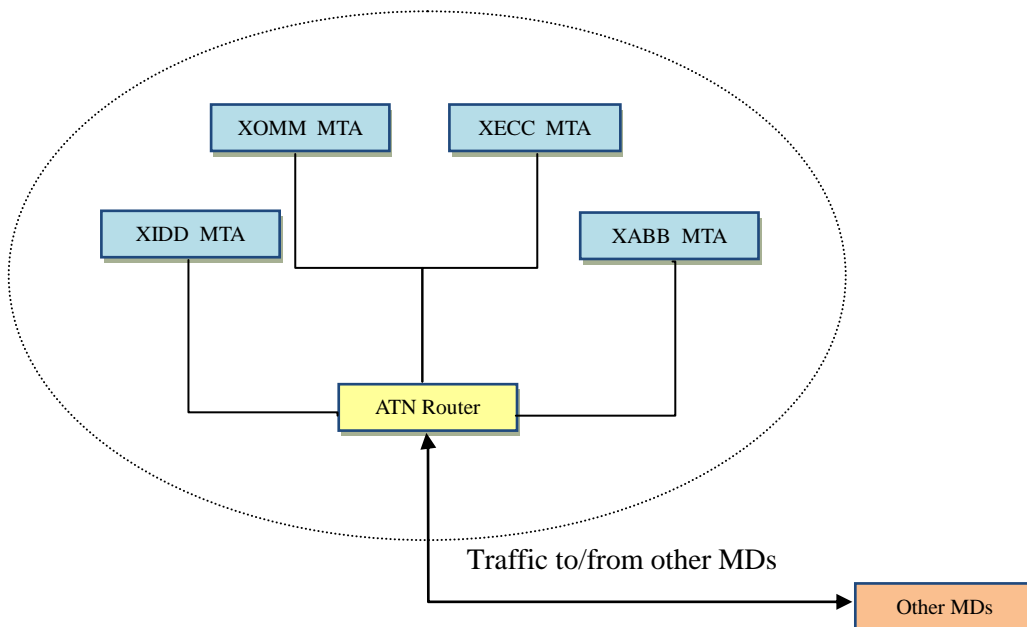 XOMM MTA
XECC MTA
XIDD MTA
XABB MTA
ATN Router
Traffic to/from other MDs
Other MDs